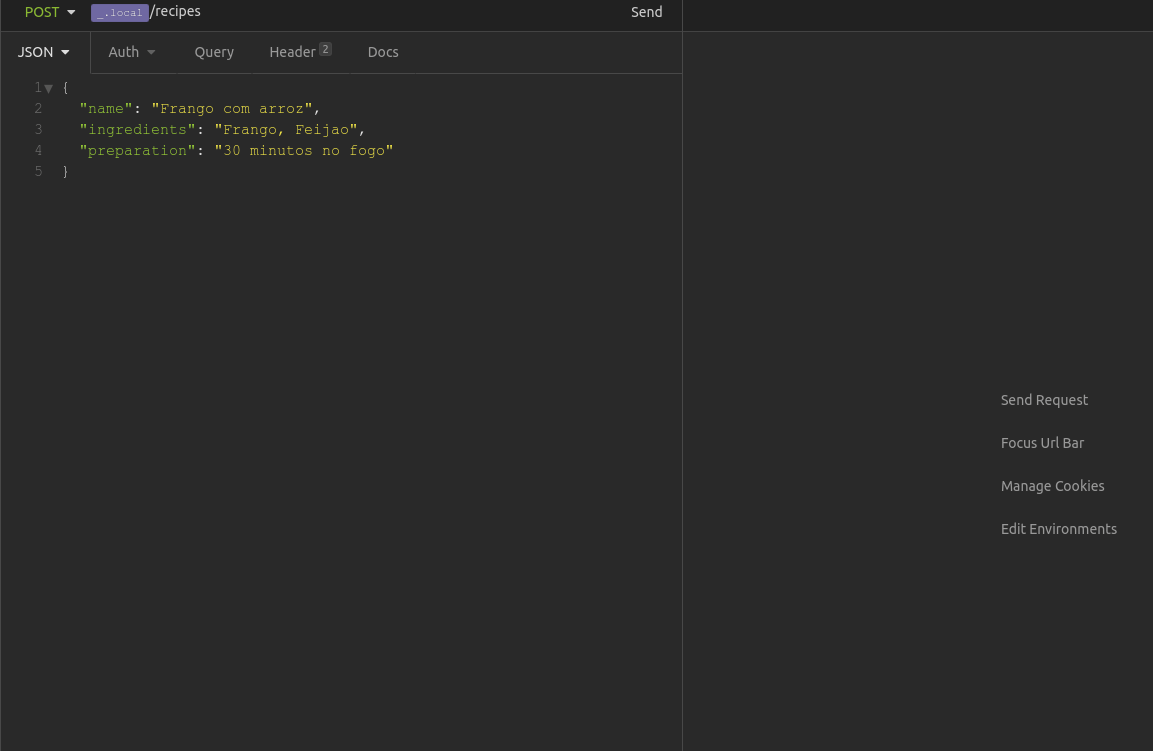 POST _.local/recipes Send
JSON Auth Query Header 2 Docs
1 {
2 "name": "Frango com arroz",
3 "ingredients": "Frango, Feijao",
4 "preparation": "30 minutos no fogo"
5 }
Send Request
Focus Url Bar
Manage Cookies
Edit Environments